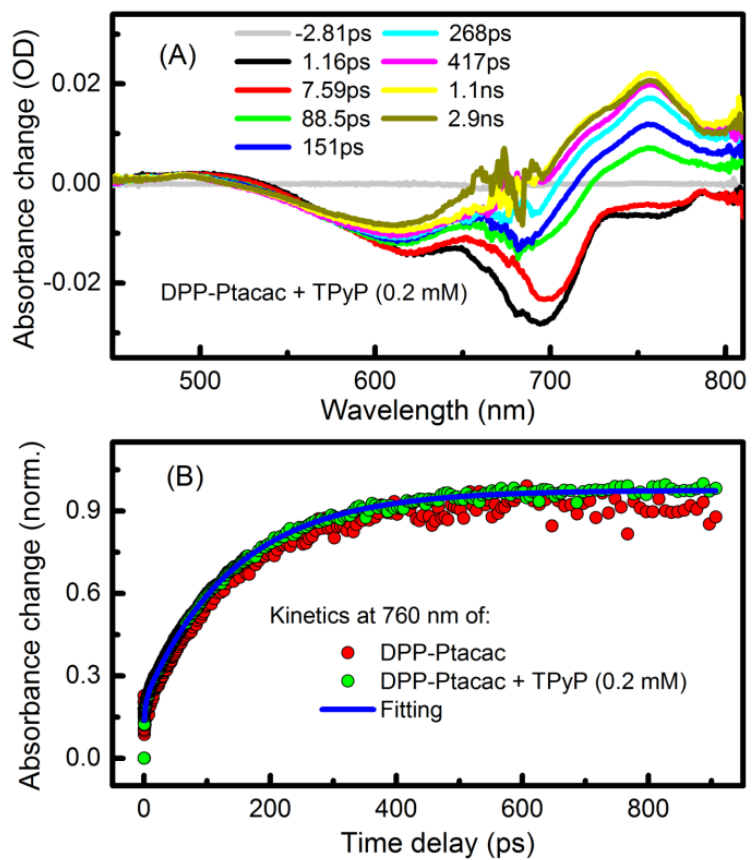 (A)
-2.81ps
268ps
1.16ps
417ps
7.59ps
1.1ns
88.5ps
2.9ns
151ps
0.02
0.00
-0.02
Absorbance change (OD)
DPP-Ptacac + TPyP (0.2 mM)
500
600
700
800
Wavelength (nm)
(B)
0.9
0.6
0.3
0.0
Absorbance change (norm.)
Kinetics at 760 nm of:
DPP-Ptacac
DPP-Ptacac + TPyP (0.2 mM)
Fitting
0
200
400
600
800
Time delay (ps)